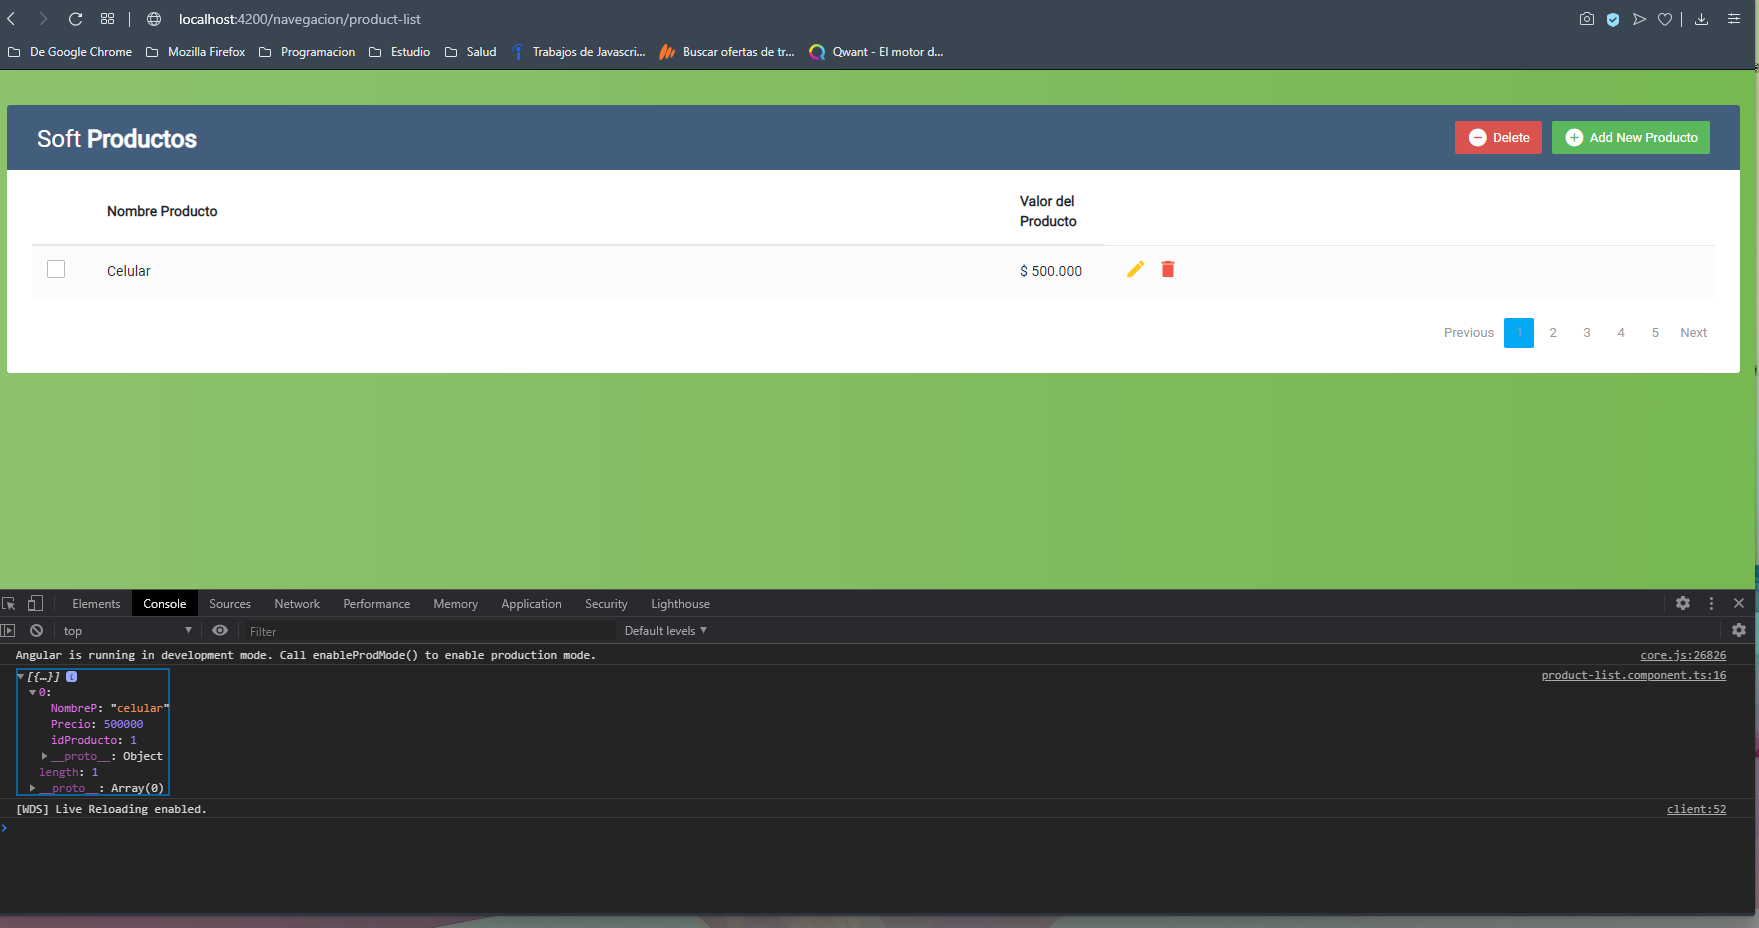 localhost:4200/navegacion/product-list
De Google Chrome Mozilla Firefox Programacion Estudio Salud Trabajos de Javascri... Buscar ofertas de tr... Qwant - El motor d...
Soft Productos Delete Add New Producto
Nombre Producto Valor del Producto
Celular $ 500.000
Previous 1 2 3 4 5 Next
Elements Console Sources Network Performance Memory Application Security Lighthouse
top Filter Default levels
Angular is running in development mode. Call enableProdMode() to enable production mode. core.js:26826
[{…}] i product-list.component.ts:16
0:
NombreP: "celular"
Precio: 500000
idProducto: 1
__proto__: Object
length: 1
__proto__: Array(0)
[WDS] Live Reloading enabled. client:52